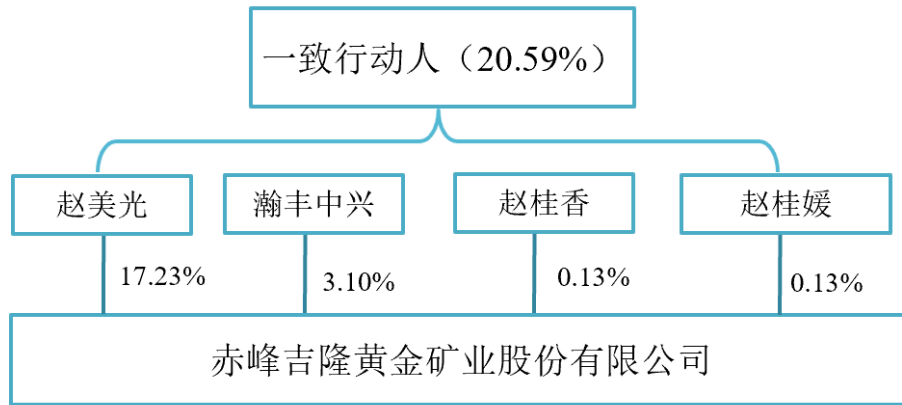 一致行动人（20.59%）
赵美光
瀚丰中兴
赵桂香
赵桂媛
17.23%
3.10%
0.13%
0.13%
赤峰吉隆黄金矿业股份有限公司